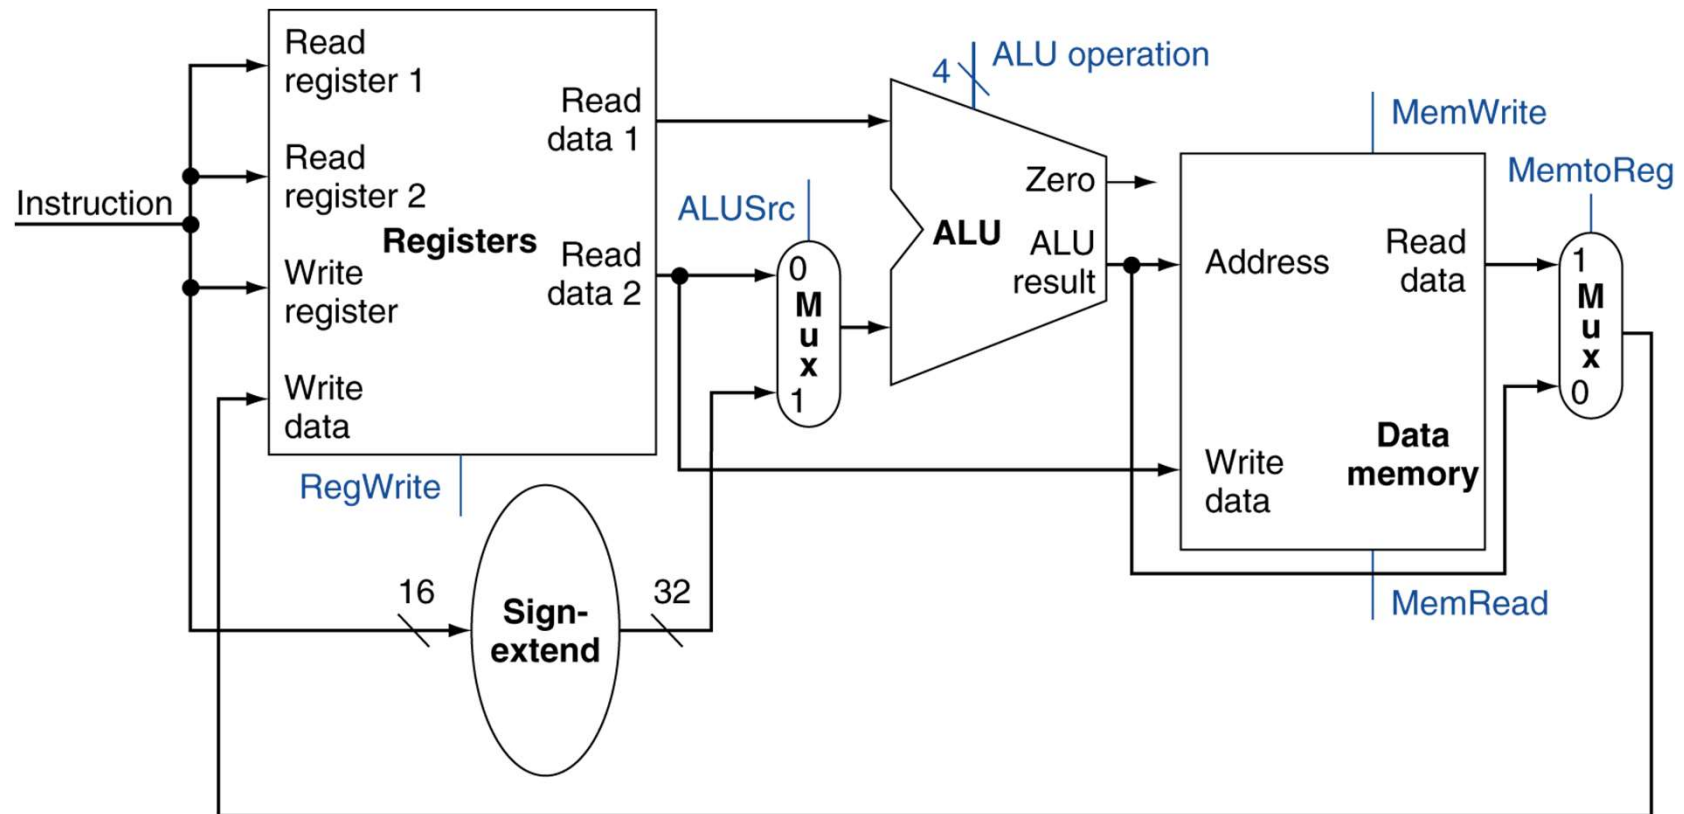 Instruction
Read
register 1
Read
register 2
Write
register
Write
data
Registers
Read
data 1
Read
data 2
RegWrite
16
Sign-
extend
32
ALUSrc
0
M
u
x
1
4
ALU operation
ALU
Zero
ALU
result
MemWrite
Address
Read
data
Write
data
Data
memory
MemRead
MemtoReg
1
M
u
x
0